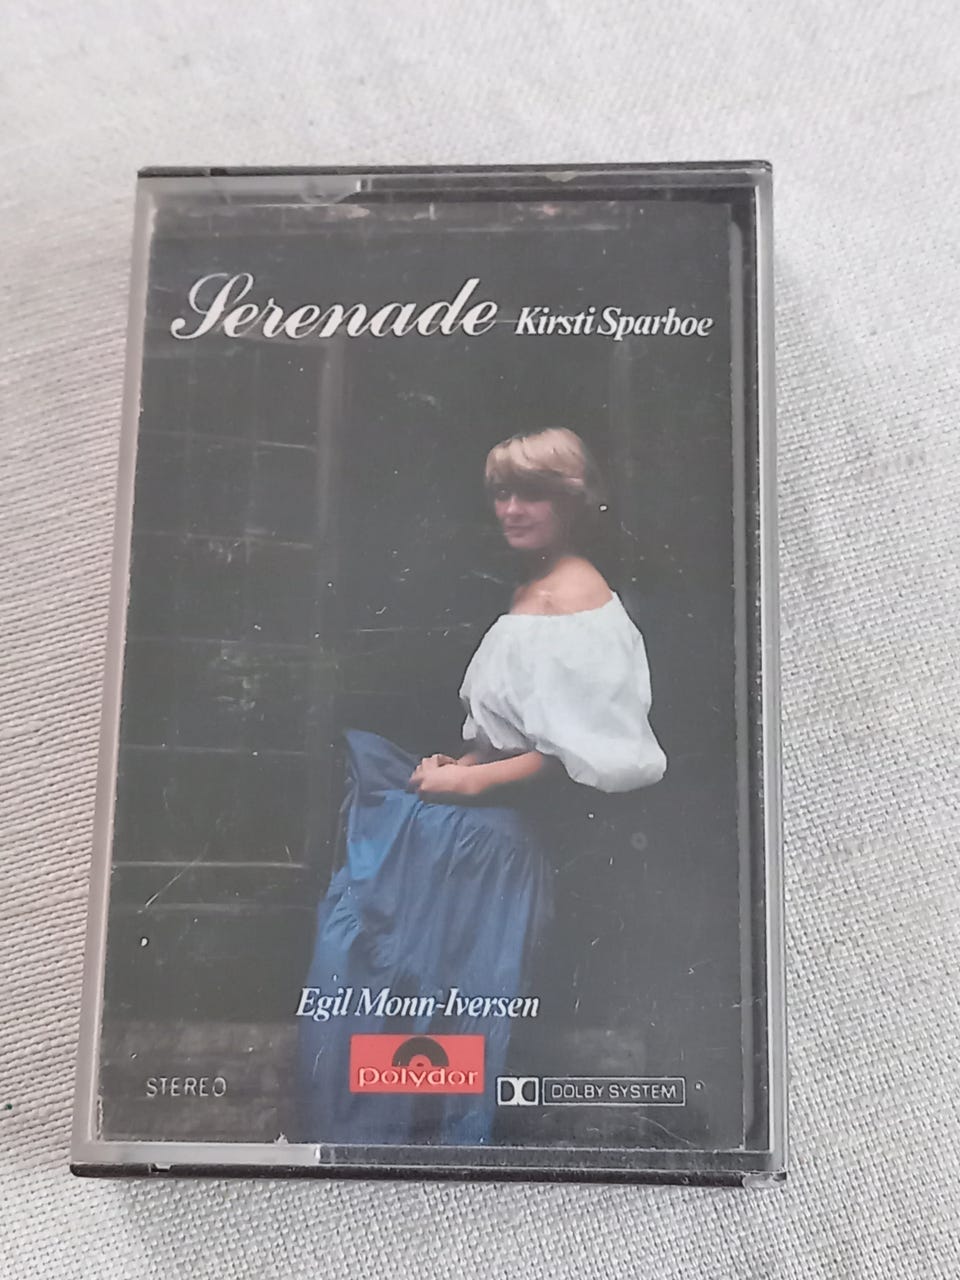 Serenade Kirsti Sparboe
Egil Monn-Iversen
polydor
STEREO
DOLBY SYSTEM